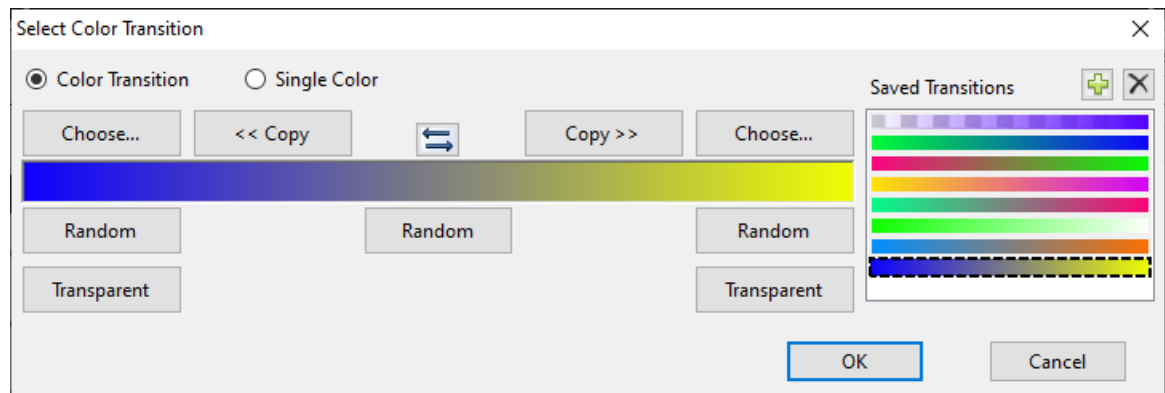 Select Color Transition
Color Transition Single Color
Saved Transitions
Choose... << Copy Copy >> Choose...
Random Random Random
Transparent Transparent
OK Cancel